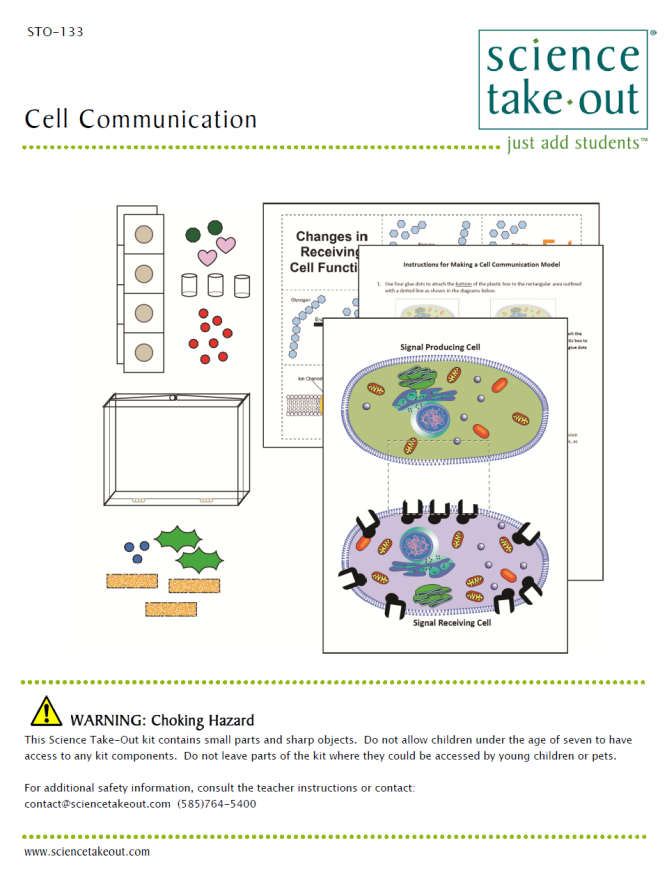 STO-133
science
take·out
®
just add students™
Cell Communication
Changes in
Receiving
Cell Functi
Glycogen
Ion Channe
Instructions for Making a Cell Communication Model
1. Use four glue dots to attach the bottom of the plastic box to the rectangular area outlined
with a dotted line as shown in the diagrams below.
glue dots
Signal Producing Cell
Signal Receiving Cell
WARNING: Choking Hazard
This Science Take-Out kit contains small parts and sharp objects. Do not allow children under the age of seven to have
access to any kit components. Do not leave parts of the kit where they could be accessed by young children or pets.
For additional safety information, consult the teacher instructions or contact:
contact@sciencetakeout.com (585)764-5400
www.sciencetakeout.com